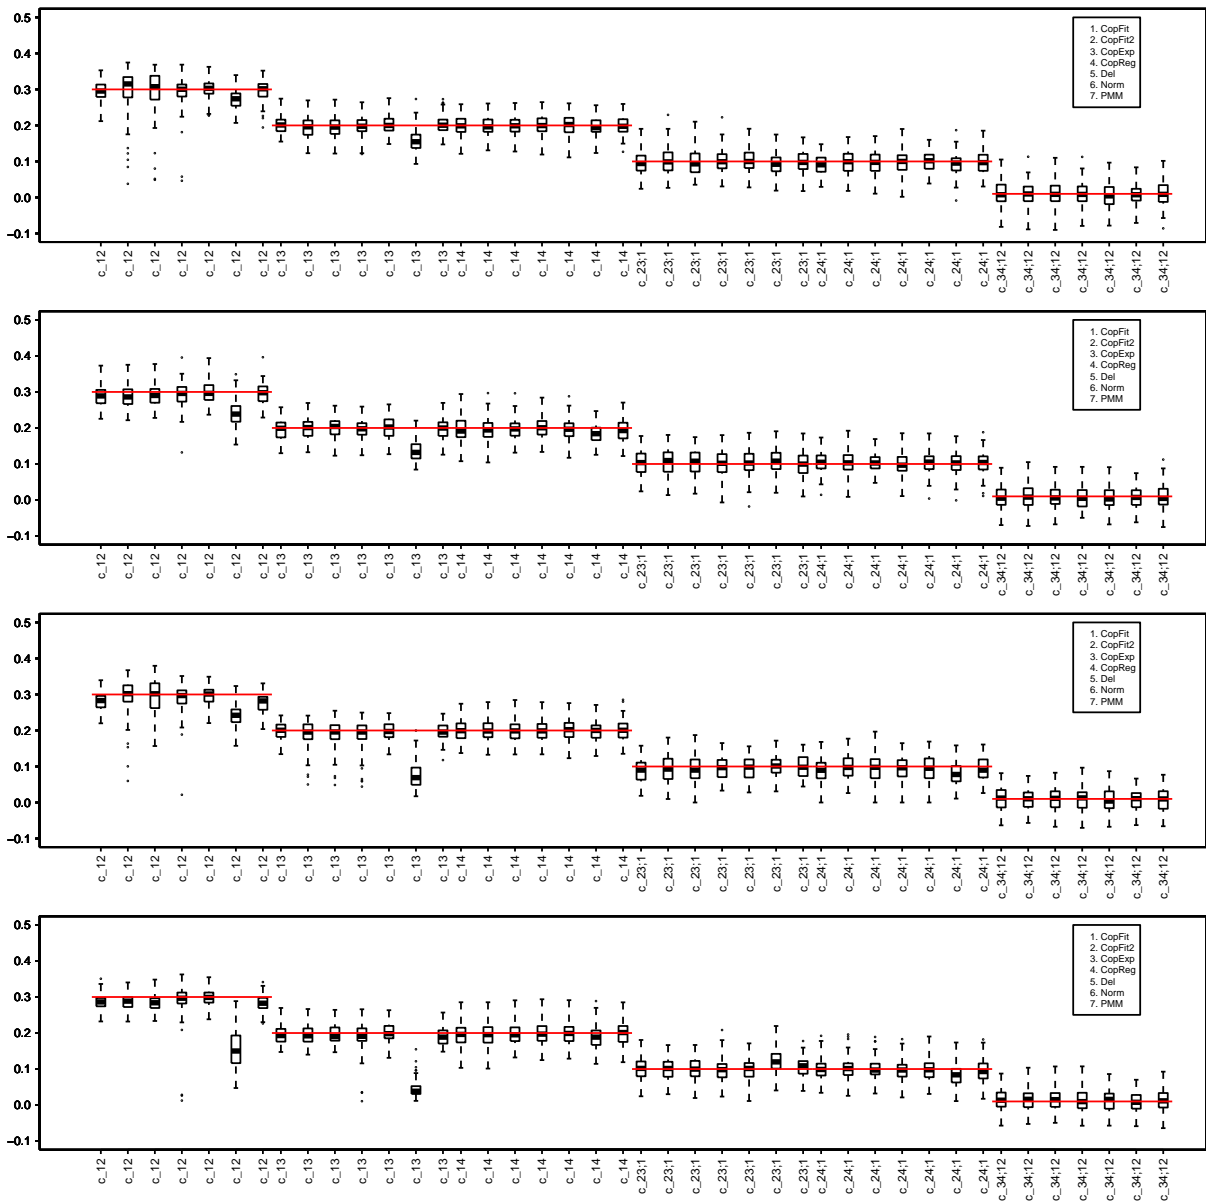 0.5
0.4
0.3
0.2
0.1
0.0
−0.1
1. CopFit
2. CopFit2
3. CopExp
4. CopReg
5. Del
6. Norm
7. PMM
c_12 c_12 c_12 c_12 c_12 c_12 c_12 c_13 c_13 c_13 c_13 c_13 c_13 c_13 c_14 c_14 c_14 c_14 c_14 c_14 c_14 c_23;1 c_23;1 c_23;1 c_23;1 c_23;1 c_23;1 c_23;1 c_24;1 c_24;1 c_24;1 c_24;1 c_24;1 c_24;1 c_24;1 c_34;12 c_34;12 c_34;12 c_34;12 c_34;12 c_34;12 c_34;12
0.5
0.4
0.3
0.2
0.1
0.0
−0.1
1. CopFit
2. CopFit2
3. CopExp
4. CopReg
5. Del
6. Norm
7. PMM
c_12 c_12 c_12 c_12 c_12 c_12 c_12 c_13 c_13 c_13 c_13 c_13 c_13 c_13 c_14 c_14 c_14 c_14 c_14 c_14 c_14 c_23;1 c_23;1 c_23;1 c_23;1 c_23;1 c_23;1 c_23;1 c_24;1 c_24;1 c_24;1 c_24;1 c_24;1 c_24;1 c_24;1 c_34;12 c_34;12 c_34;12 c_34;12 c_34;12 c_34;12 c_34;12
0.5
0.4
0.3
0.2
0.1
0.0
−0.1
1. CopFit
2. CopFit2
3. CopExp
4. CopReg
5. Del
6. Norm
7. PMM
c_12 c_12 c_12 c_12 c_12 c_12 c_12 c_13 c_13 c_13 c_13 c_13 c_13 c_13 c_14 c_14 c_14 c_14 c_14 c_14 c_14 c_23;1 c_23;1 c_23;1 c_23;1 c_23;1 c_23;1 c_23;1 c_24;1 c_24;1 c_24;1 c_24;1 c_24;1 c_24;1 c_24;1 c_34;12 c_34;12 c_34;12 c_34;12 c_34;12 c_34;12 c_34;12
0.5
0.4
0.3
0.2
0.1
0.0
−0.1
1. CopFit
2. CopFit2
3. CopExp
4. CopReg
5. Del
6. Norm
7. PMM
c_12 c_12 c_12 c_12 c_12 c_12 c_12 c_13 c_13 c_13 c_13 c_13 c_13 c_13 c_14 c_14 c_14 c_14 c_14 c_14 c_14 c_23;1 c_23;1 c_23;1 c_23;1 c_23;1 c_23;1 c_23;1 c_24;1 c_24;1 c_24;1 c_24;1 c_24;1 c_24;1 c_24;1 c_34;12 c_34;12 c_34;12 c_34;12 c_34;12 c_34;12 c_34;12